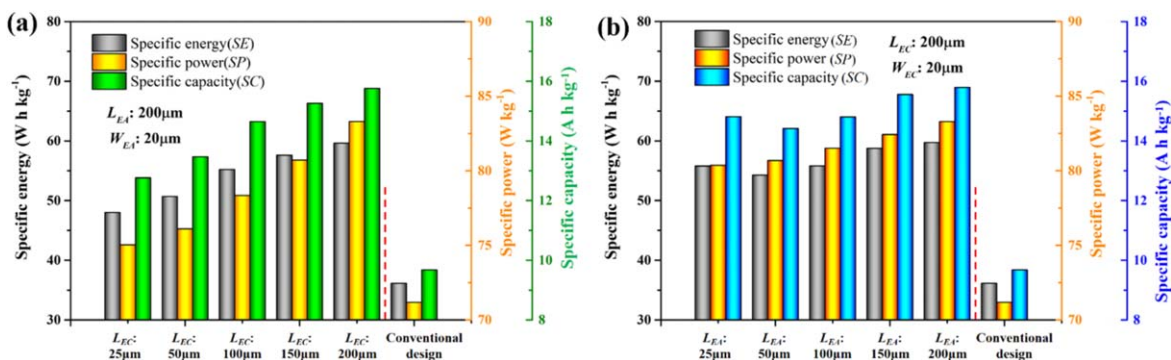 (a)
Specific energy(SE)
Specific power(SP)
Specific capacity(SC)
L_EA: 200μm
W_EA: 20μm
Specific energy (W h kg⁻¹)
80
70
60
50
40
30
Specific power (W kg⁻¹)
90
85
80
75
70
Specific capacity (A h kg⁻¹)
18
16
14
12
10
8
L_EC: L_EC: L_EC: L_EC: L_EC: Conventional
25μm 50μm 100μm 150μm 200μm design
(b)
Specific energy (SE)
Specific power (SP)
Specific capacity (SC)
L_EC: 200μm
W_EC: 20μm
Specific energy (W h kg⁻¹)
80
70
60
50
40
30
Specific power (W kg⁻¹)
90
85
80
75
70
Specific capacity (A h kg⁻¹)
18
16
14
12
10
8
L_EA: L_EA: L_EA: L_EA: L_EA: Conventional
25μm 50μm 100μm 150μm 200μm design